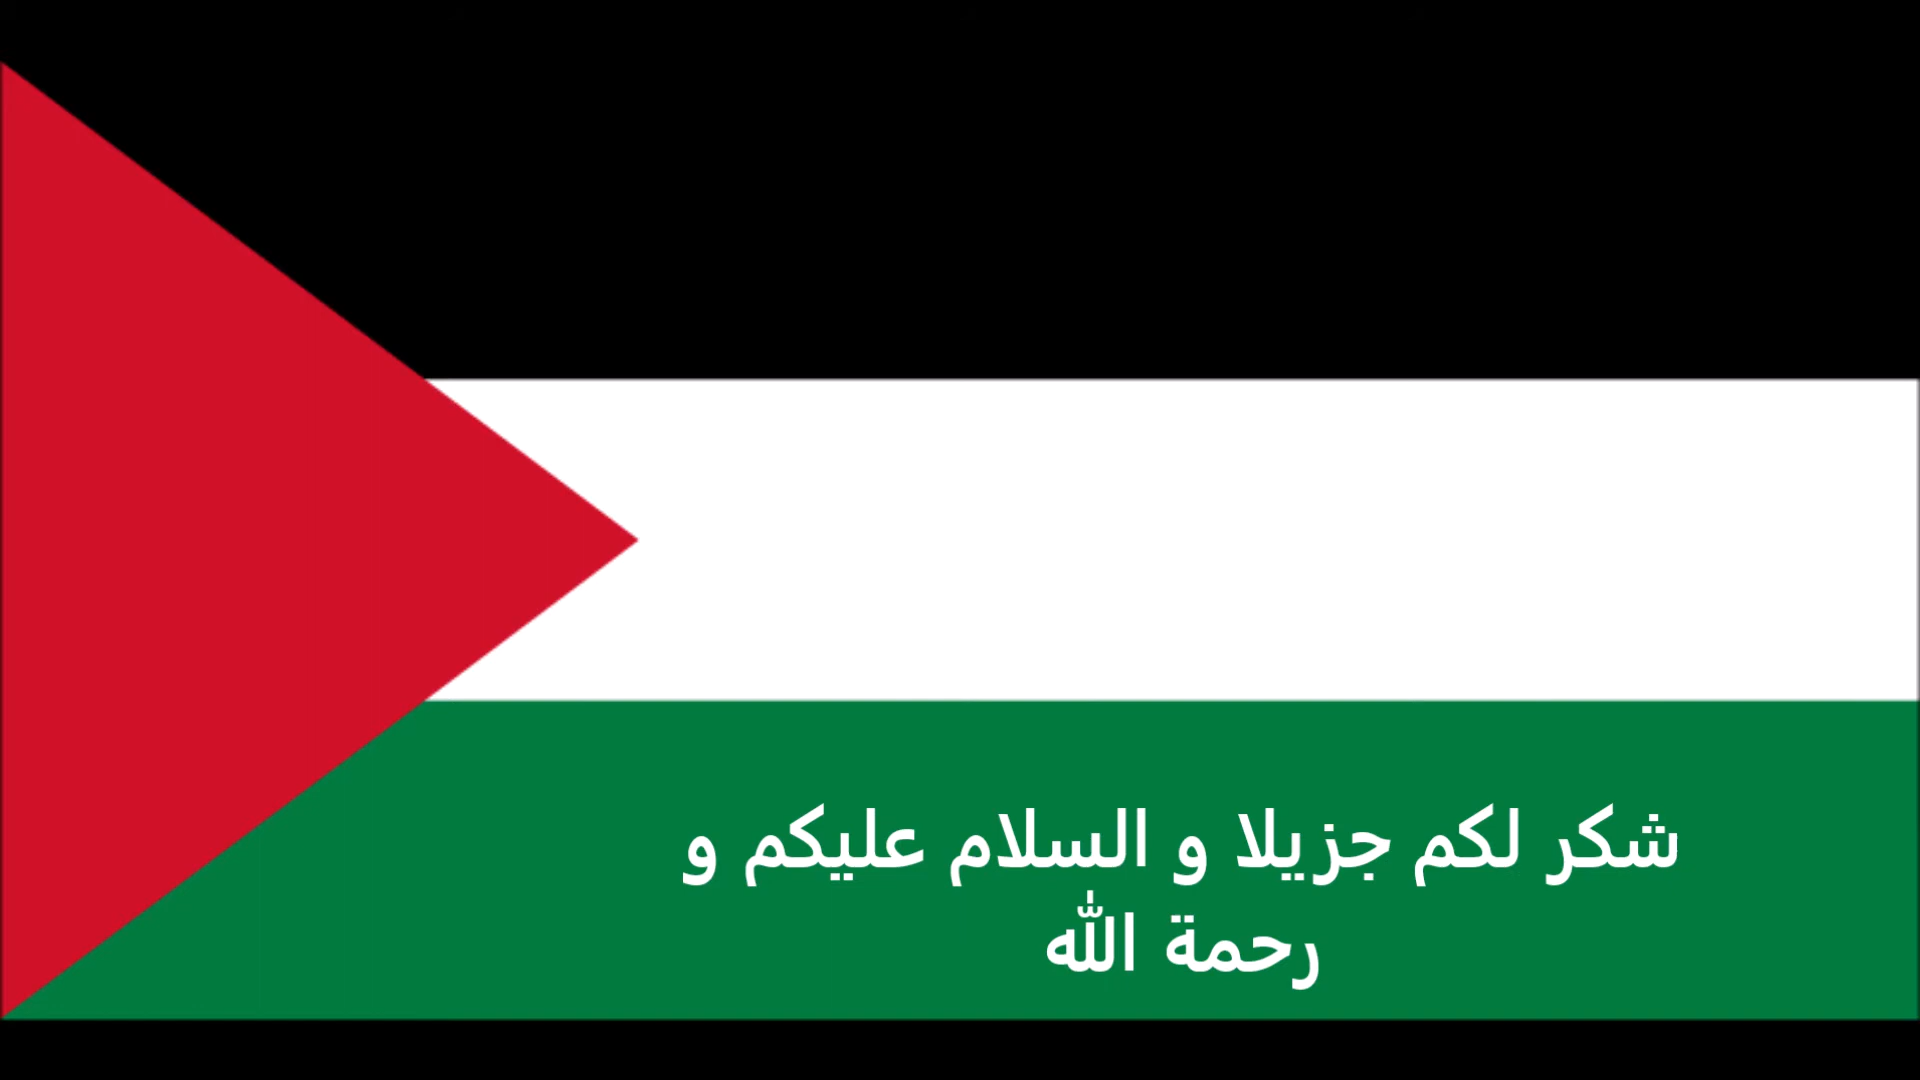 شكر لكم جزيلا و السلام عليكم و
رحمة الله